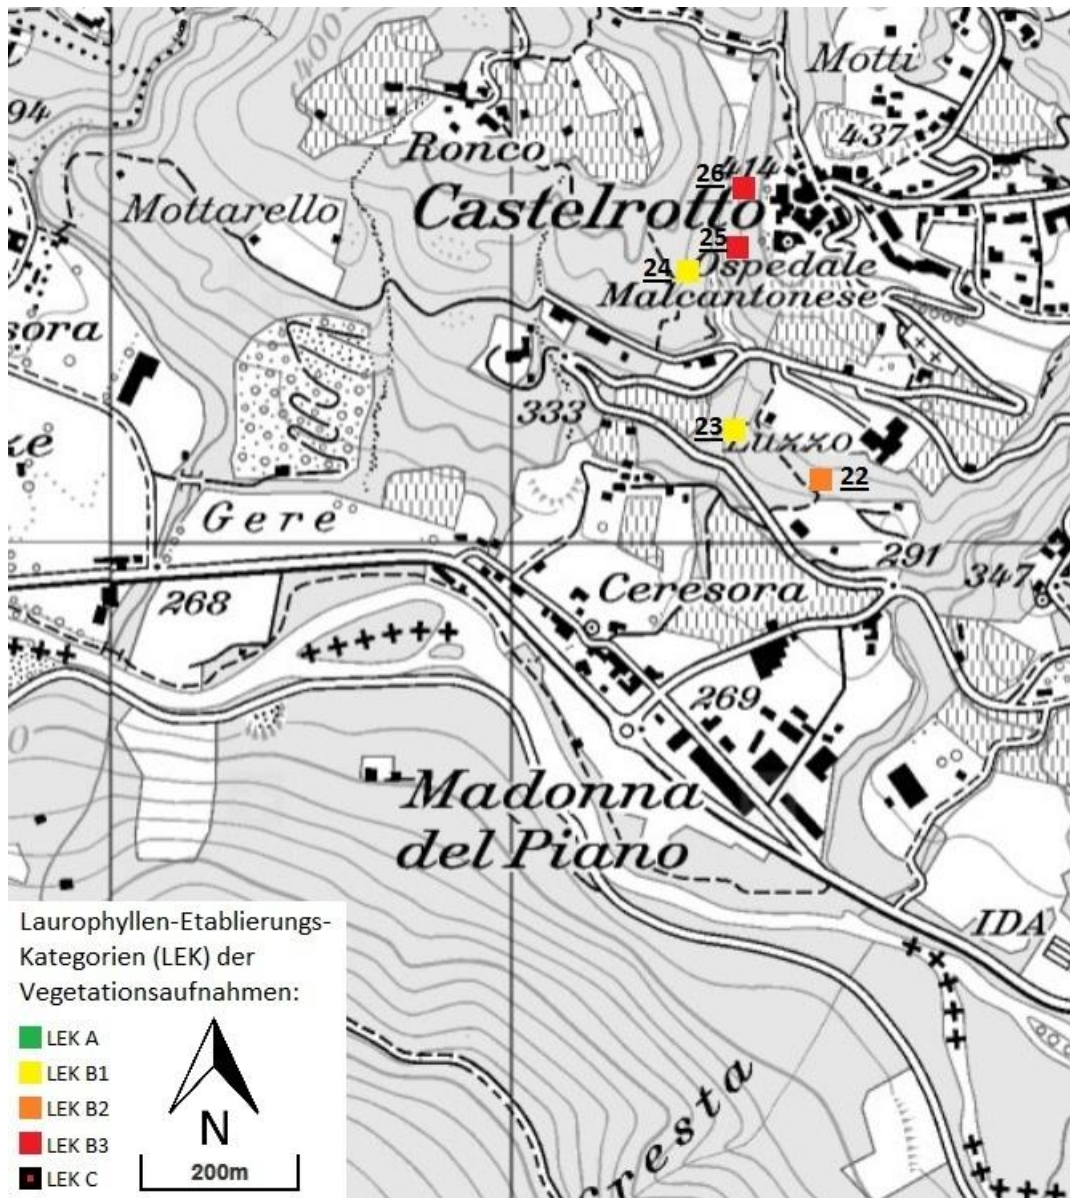 400
Motti
94
437
Ronco
26
414
Mottarello
Castelrotto
25
24
Ospedale
Malcantonese
sora
333
23
Luzzo
22
Gere
291
347
268
Ceresora
269
Madonna
del Piano
IDA
Laurophyllen-Etablierungs-
Kategorien (LEK) der
Vegetationsaufnahmen:
LEK A
LEK B1
LEK B2
LEK B3
LEK C
N
200m
cresta